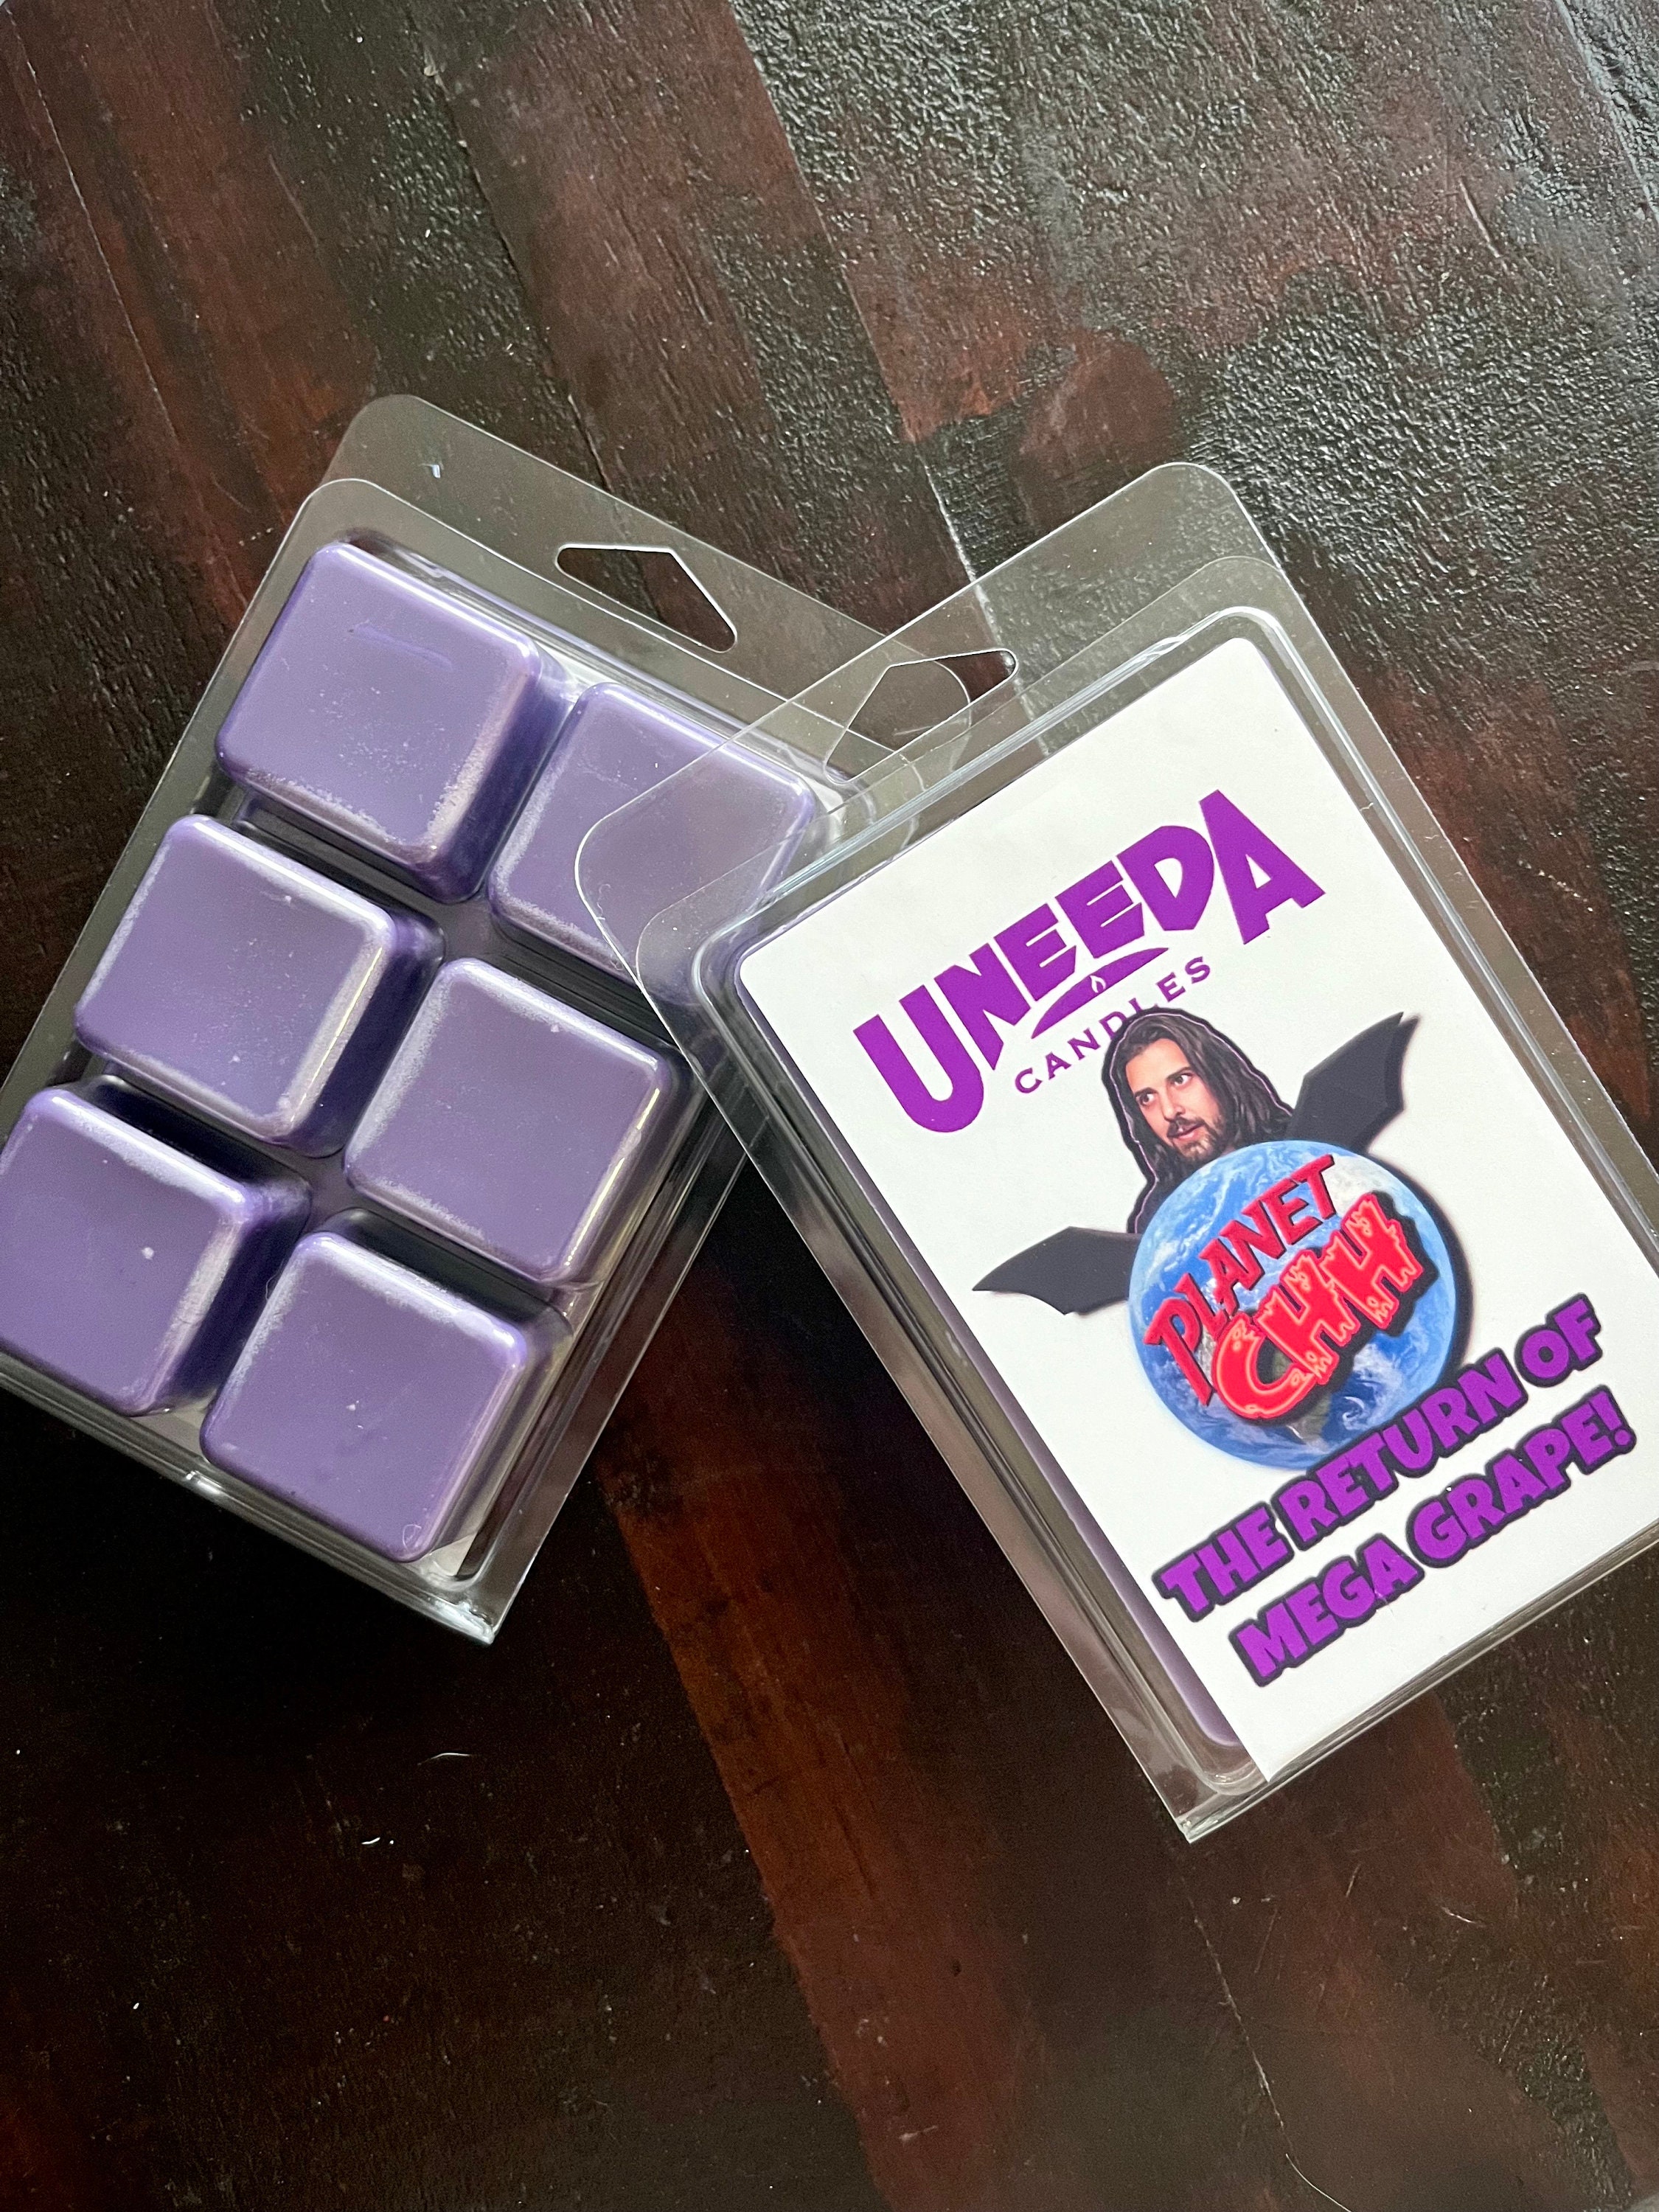 UNEEDA
CANDLES
PLANET
CHH
THE RETURN OF
MEGA GRAPE!